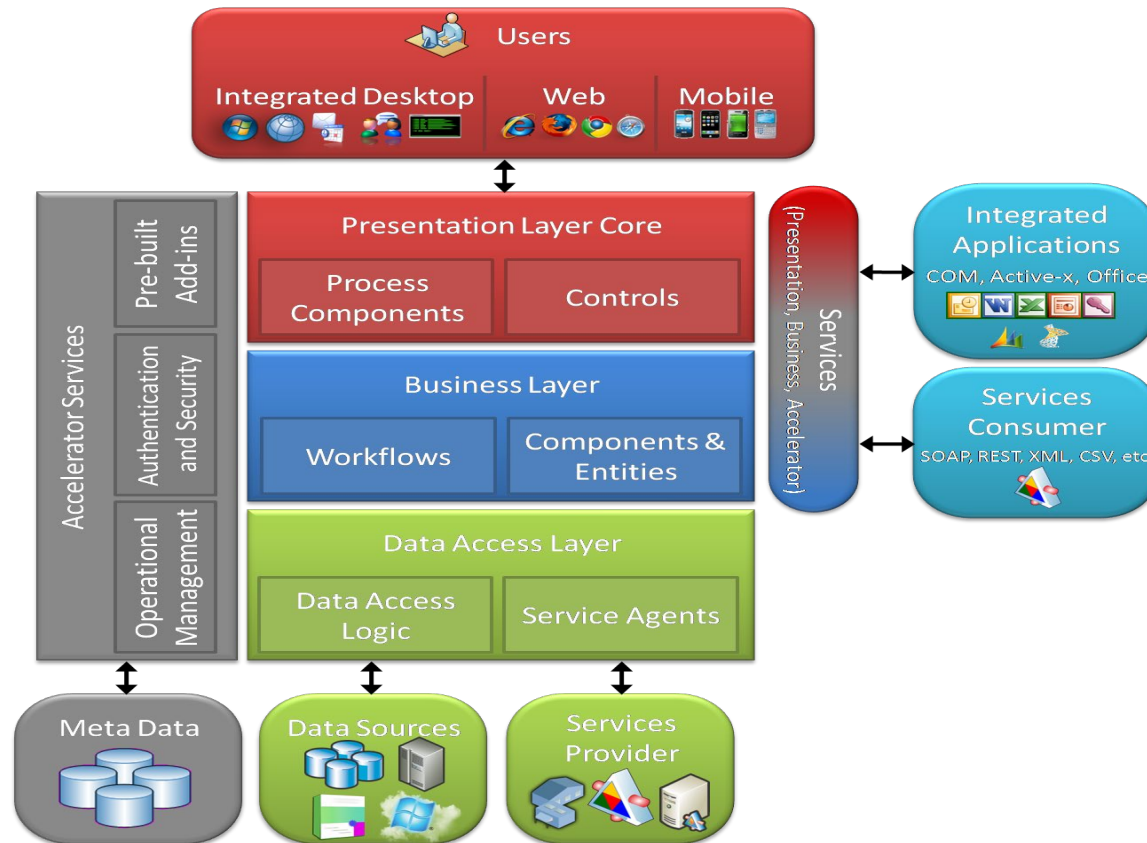 Users
Integrated Desktop
Web
Mobile
Accelerator Services
Pre-built
Add-ins
Authentication
and Security
Operational
Management
Presentation Layer Core
Process
Components
Controls
Business Layer
Workflows
Components &
Entities
Data Access Layer
Data Access
Logic
Service Agents
Services
(Presentation, Business, Accelerator)
Integrated
Applications
COM, Active-x, Office
Services
Consumer
SOAP, REST, XML, CSV, etc
Meta Data
Data Sources
Services
Provider